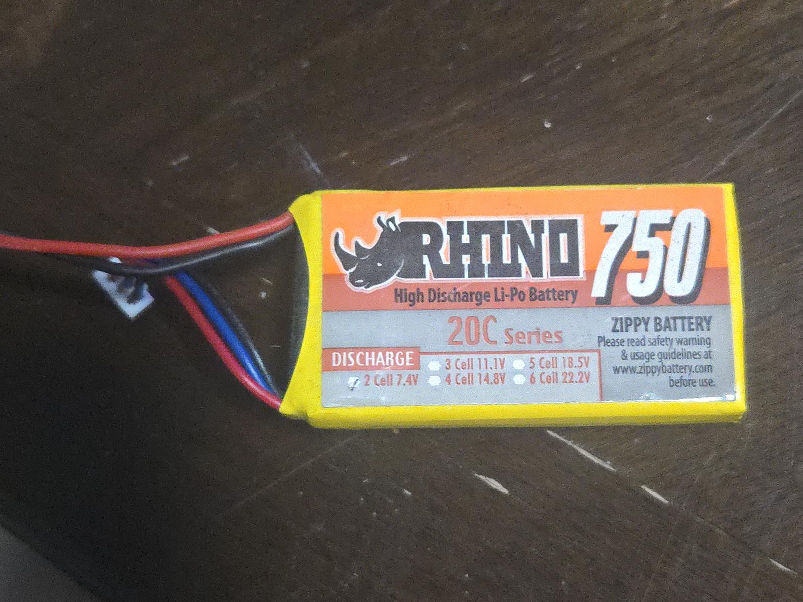 RHINO 750
High Discharge Li-Po Battery
20C Series
DISCHARGE
3 Cell 11.1V 5 Cell 18.5V
2 Cell 7.4V 4 Cell 14.8V 6 Cell 22.2V
ZIPPY BATTERY
Please read safety warning
& usage guidelines at
www.zippybattery.com
before use.